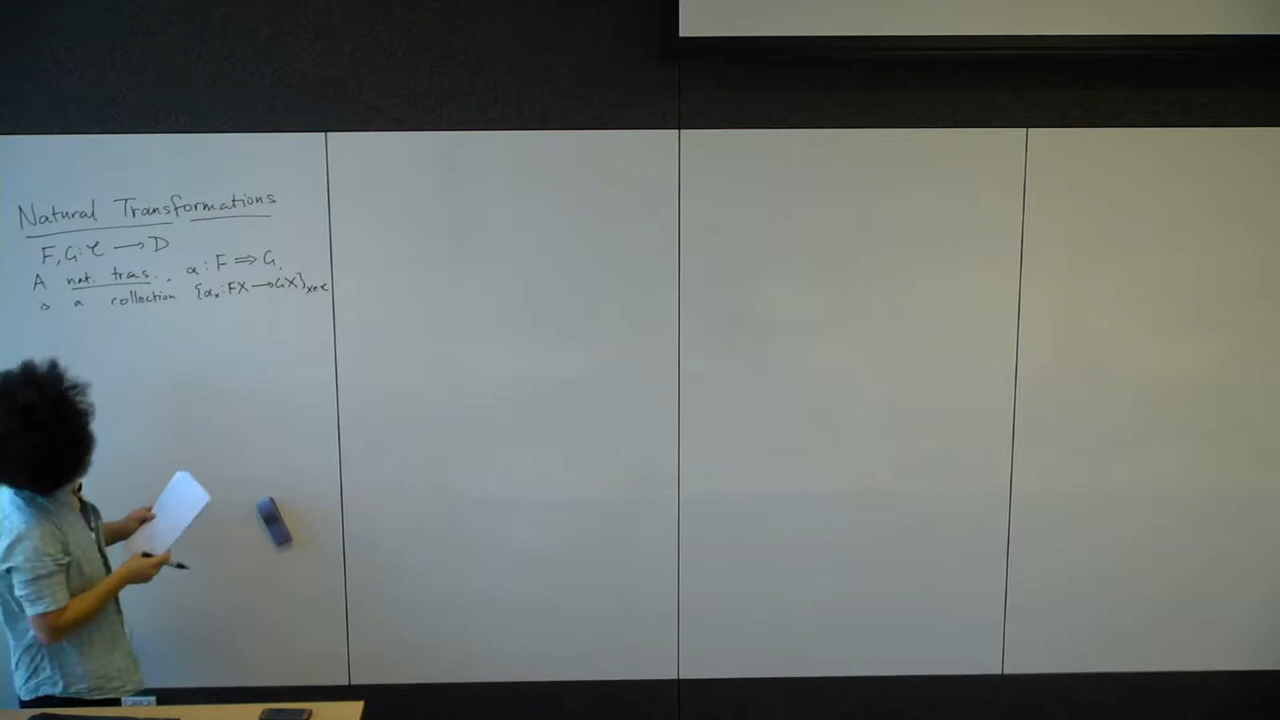 Natural Transformations
F, G : 𝒞 ⟶ D
A nat. tras. α : F ⇒ G,
is a collection {αₓ : FX ⟶ GX}ₓ∈𝒞